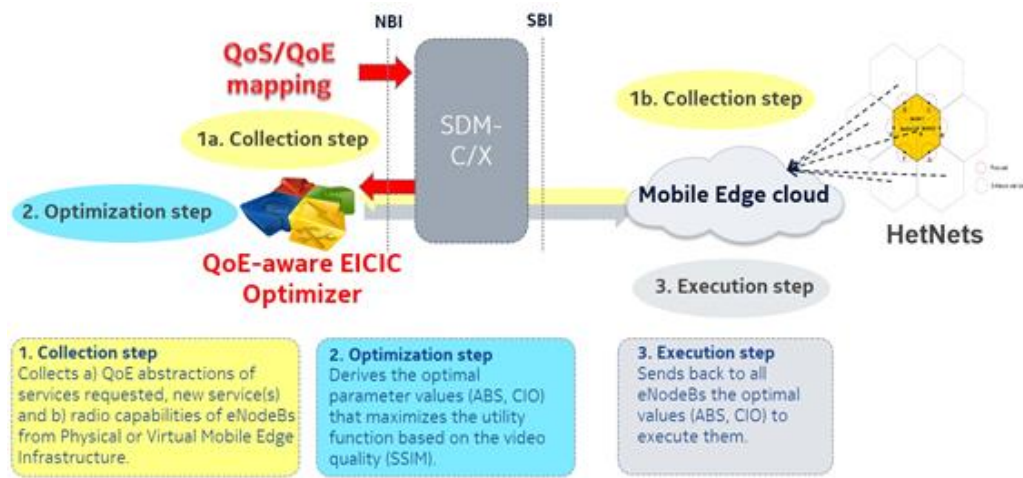 NBI
SBI
QoS/QoE
mapping
1a. Collection step
SDM-
C/X
1b. Collection step
2. Optimization step
Mobile Edge cloud
HetNets
QoE-aware EICIC
Optimizer
3. Execution step
1. Collection step
Collects a) QoE abstractions of
services requested, new service(s)
and b) radio capabilities of eNodeBs
from Physical or Virtual Mobile Edge
Infrastructure.
2. Optimization step
Derives the optimal
parameter values (ABS, CIO)
that maximizes the utility
function based on the video
quality (SSIM).
3. Execution step
Sends back to all
eNodeBs the optimal
values (ABS, CIO) to
execute them.